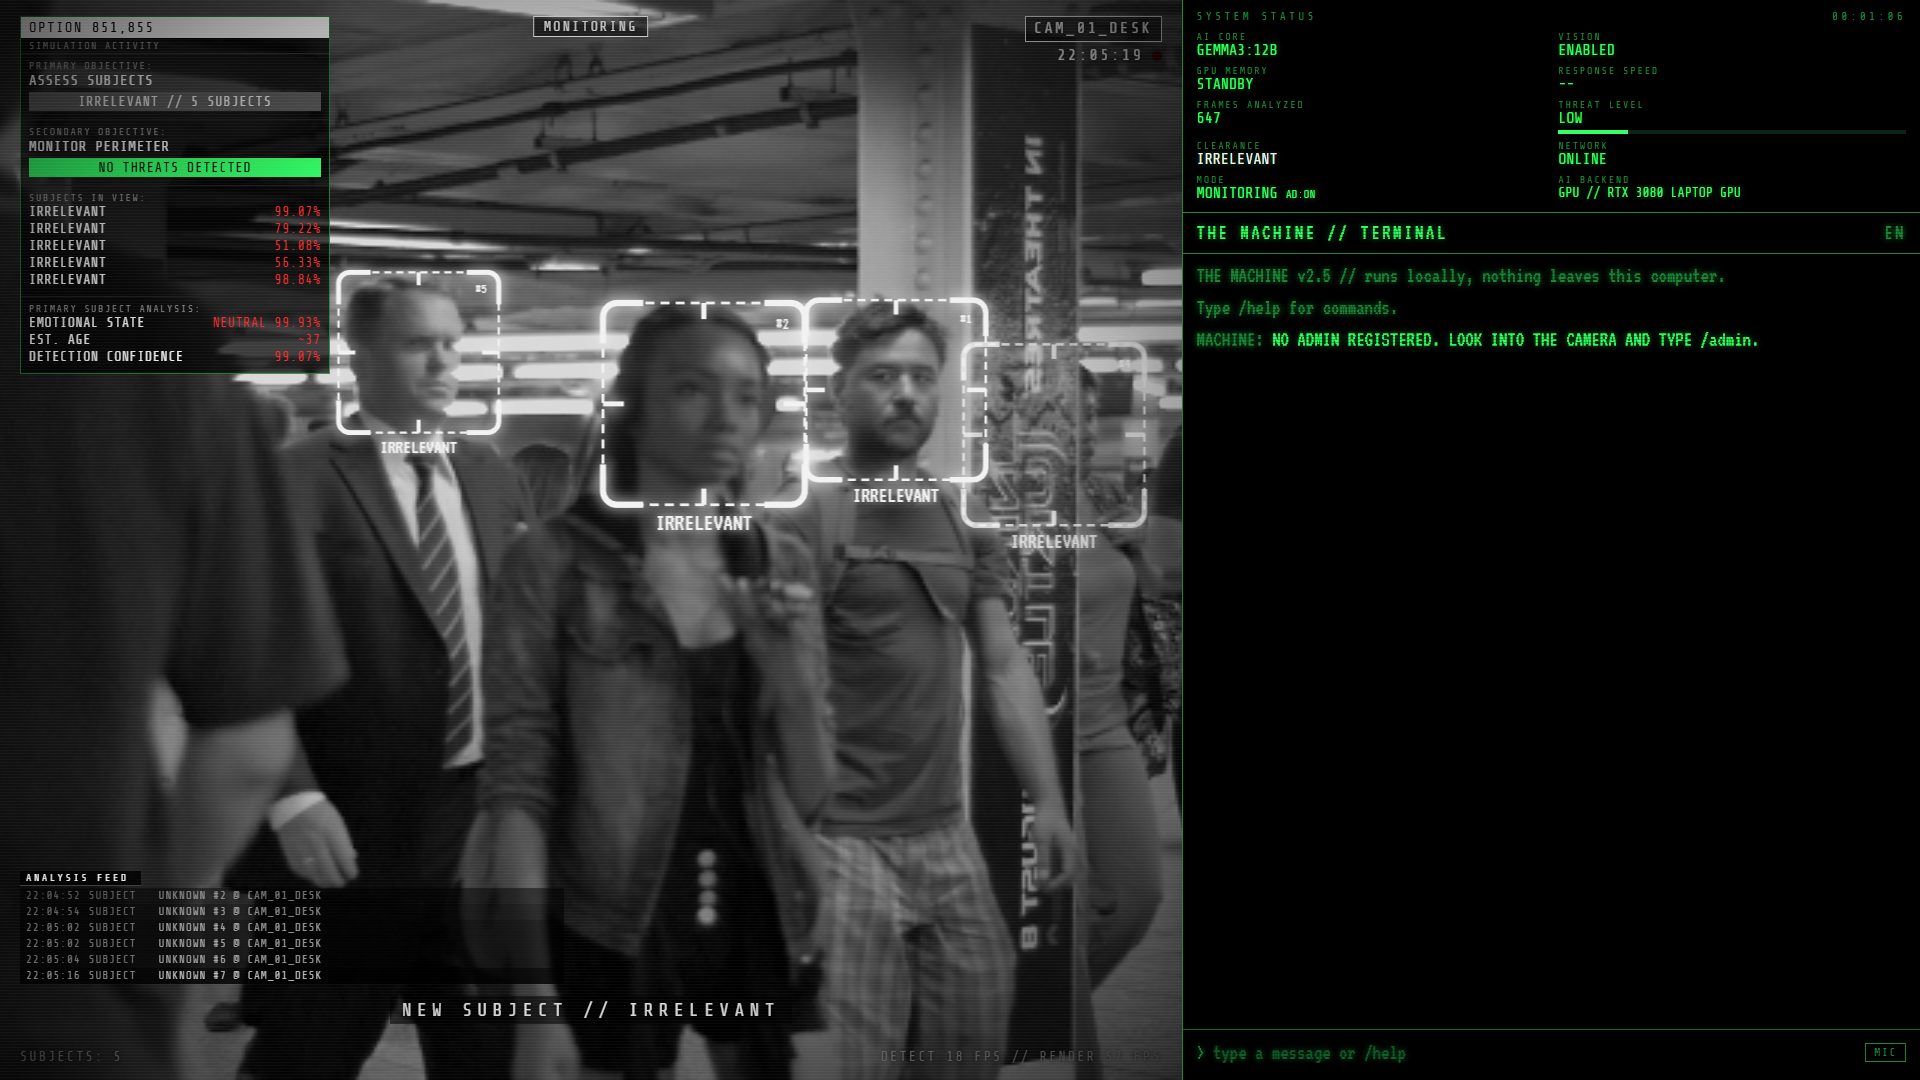 OPTION 851,855
SIMULATION ACTIVITY
PRIMARY OBJECTIVE:
ASSESS SUBJECTS
IRRELEVANT // 5 SUBJECTS
SECONDARY OBJECTIVE:
MONITOR PERIMETER
NO THREATS DETECTED
SUBJECTS IN VIEW:
IRRELEVANT 99.07%
IRRELEVANT 79.22%
IRRELEVANT 51.08%
IRRELEVANT 56.33%
IRRELEVANT 98.84%
PRIMARY SUBJECT ANALYSIS:
EMOTIONAL STATE NEUTRAL 99.93%
EST. AGE ~37
DETECTION CONFIDENCE 99.07%
MONITORING
CAM_01_DESK
22:05:19
#5
IRRELEVANT
#2
IRRELEVANT
#1
IRRELEVANT
IRRELEVANT
IN THEATRES
ANALYSIS FEED
22:04:52 SUBJECT UNKNOWN #2 @ CAM_01_DESK
22:04:54 SUBJECT UNKNOWN #3 @ CAM_01_DESK
22:05:02 SUBJECT UNKNOWN #4 @ CAM_01_DESK
22:05:02 SUBJECT UNKNOWN #5 @ CAM_01_DESK
22:05:04 SUBJECT UNKNOWN #6 @ CAM_01_DESK
22:05:16 SUBJECT UNKNOWN #7 @ CAM_01_DESK
NEW SUBJECT // IRRELEVANT
SUBJECTS: 5
DETECT 18 FPS // RENDER
SYSTEM STATUS 00:01:06
AI CORE
GEMMA3:12B
VISION
ENABLED
GPU MEMORY
STANDBY
RESPONSE SPEED
--
FRAMES ANALYZED
647
THREAT LEVEL
LOW
CLEARANCE
IRRELEVANT
NETWORK
ONLINE
MODE
MONITORING AD:ON
AI BACKEND
GPU // RTX 3080 LAPTOP GPU
THE MACHINE // TERMINAL EN
THE MACHINE v2.5 // runs locally, nothing leaves this computer.
Type /help for commands.
MACHINE: NO ADMIN REGISTERED. LOOK INTO THE CAMERA AND TYPE /admin.
> type a message or /help
MIC